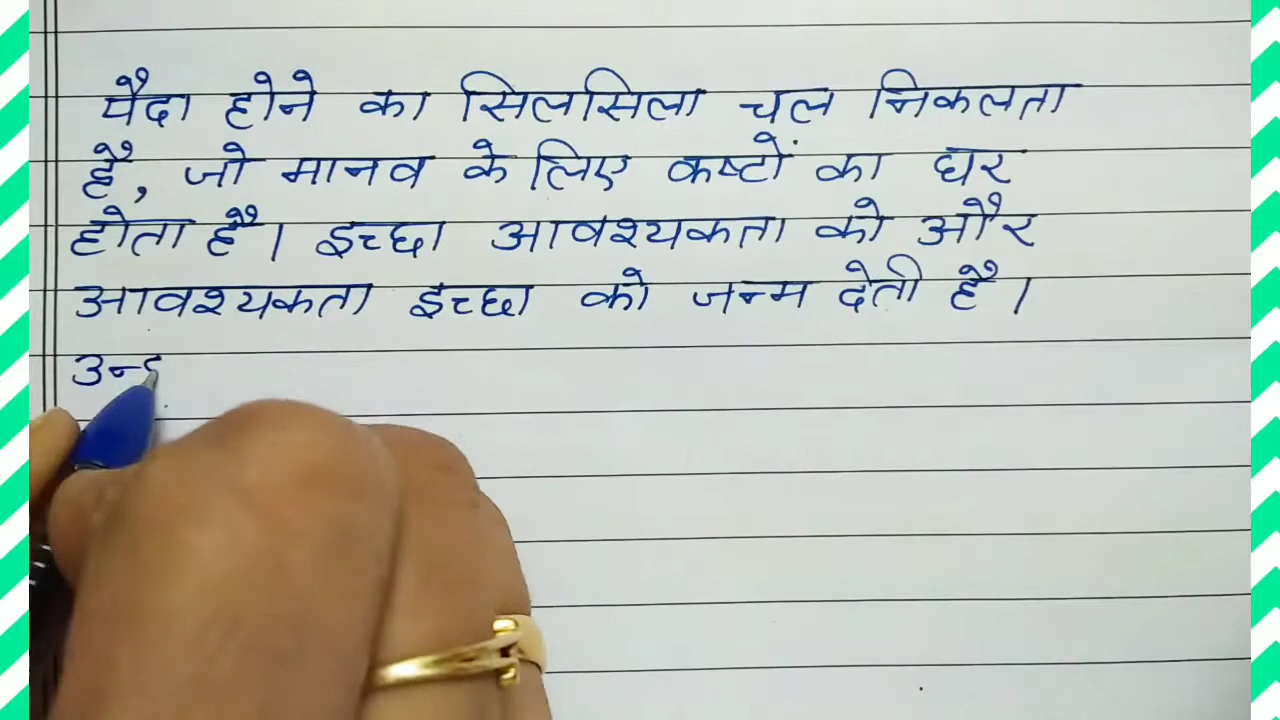 पैदा होने का सिलसिला चल निकलता
है, जो मानव के लिए कष्टों का घर
होता है। इच्छा आवश्यकता को और
आवश्यकता इच्छा को जन्म देती है।